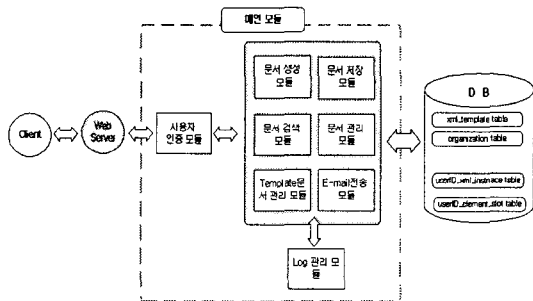 메인 모듈
문서 생성
모듈
문서 저장
모듈
D B
xml_template table
organization table
userID_xml_instnace table
userID_element_slot table
Client
Web
Server
사용자
인증 모듈
문서 검색
모듈
문서 관리
모듈
Template문
서 관리 모듈
E-mail전송
모듈
Log 관리 모
듈